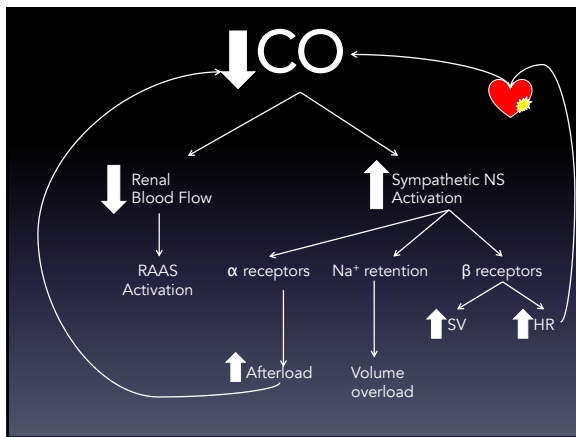 CO
Renal
Blood Flow
Sympathetic NS
Activation
RAAS
Activation
α receptors
Na⁺ retention
β receptors
SV
HR
Afterload
Volume
overload